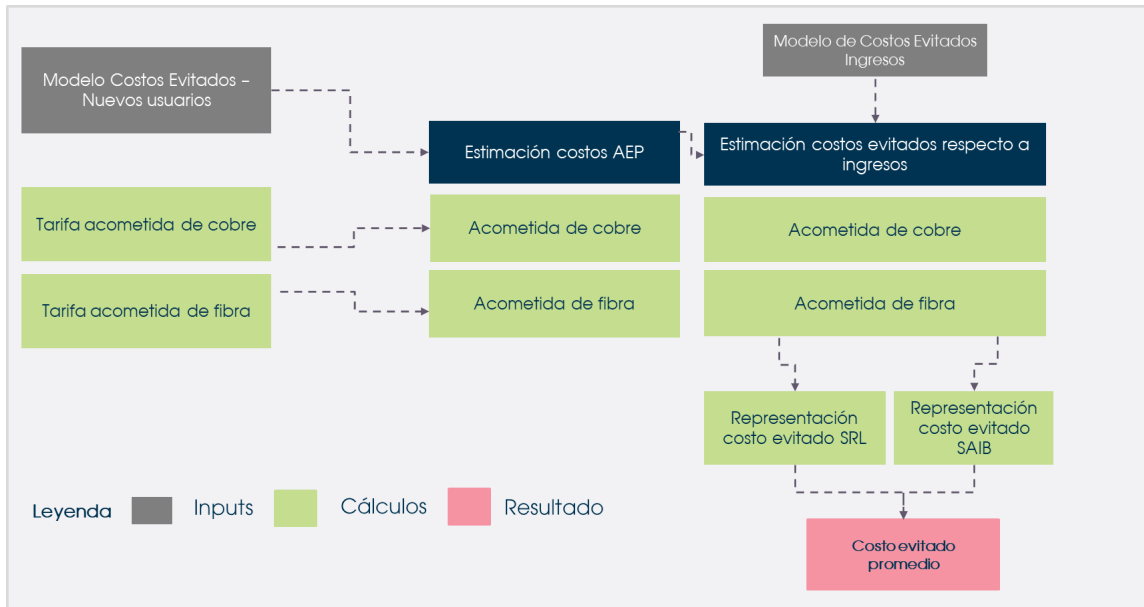 Modelo de Costos Evitados
Ingresos
Modelo Costos Evitados –
Nuevos usuarios
Estimación costos AEP
Estimación costos evitados respecto a
ingresos
Tarifa acometida de cobre
Acometida de cobre
Acometida de cobre
Tarifa acometida de fibra
Acometida de fibra
Acometida de fibra
Representación
costo evitado SRL
Representación
costo evitado
SAIB
Leyenda
Inputs
Cálculos
Resultado
Costo evitado
promedio